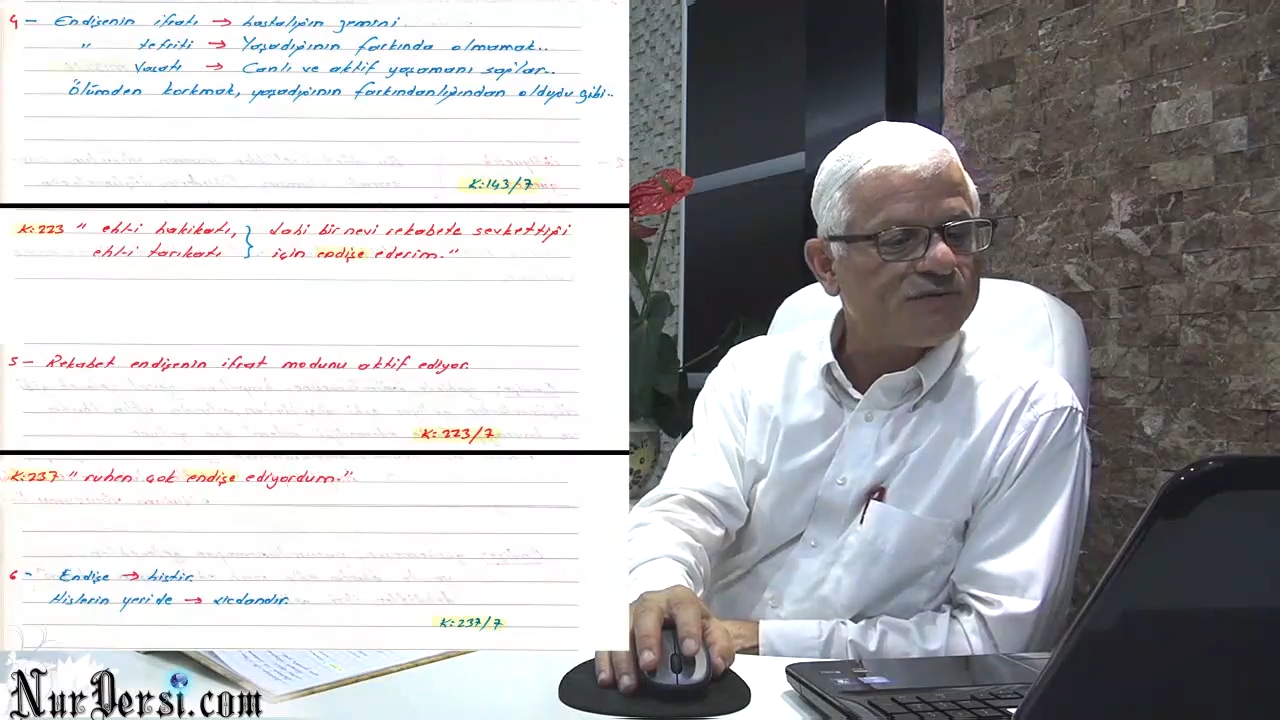 4 - Endişenin ifratı → hastalığın zemini.
" tefriti → Yaşadığının farkında olmamak..
Vasatı → Canlı ve aktif yaşamanı sağlar..
Ölümden korkmak, yaşadığının farkındanlığından olduğu gibi..
K:143/7
K:223 " ehl-i hakikatı, } dahi bir nevi rekabete sevkettiği
ehl-i tarikatı için endişe ederim."
5 - Rekabet endişenin ifrat modunu aktif ediyor.
K:223/7
K:237 " ruhen çok endişe ediyordum."
6 - Endişe → histir.
Hislerin yeri de → vicdandır.
K:237/7
NurDersi.com